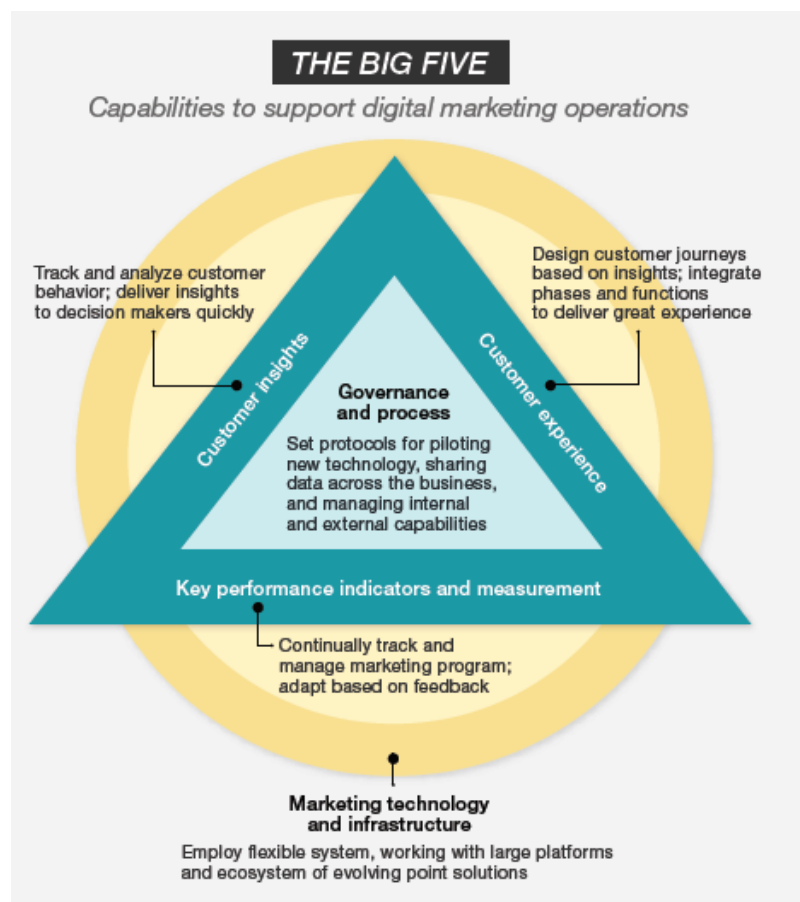 THE BIG FIVE
Capabilities to support digital marketing operations
Track and analyze customer
behavior; deliver insights
to decision makers quickly
Design customer journeys
based on insights; integrate
phases and functions
to deliver great experience
Customer insights
Customer experience
Governance
and process
Set protocols for piloting
new technology, sharing
data across the business,
and managing internal
and external capabilities
Key performance indicators and measurement
Continually track and
manage marketing program;
adapt based on feedback
Marketing technology
and infrastructure
Employ flexible system, working with large platforms
and ecosystem of evolving point solutions